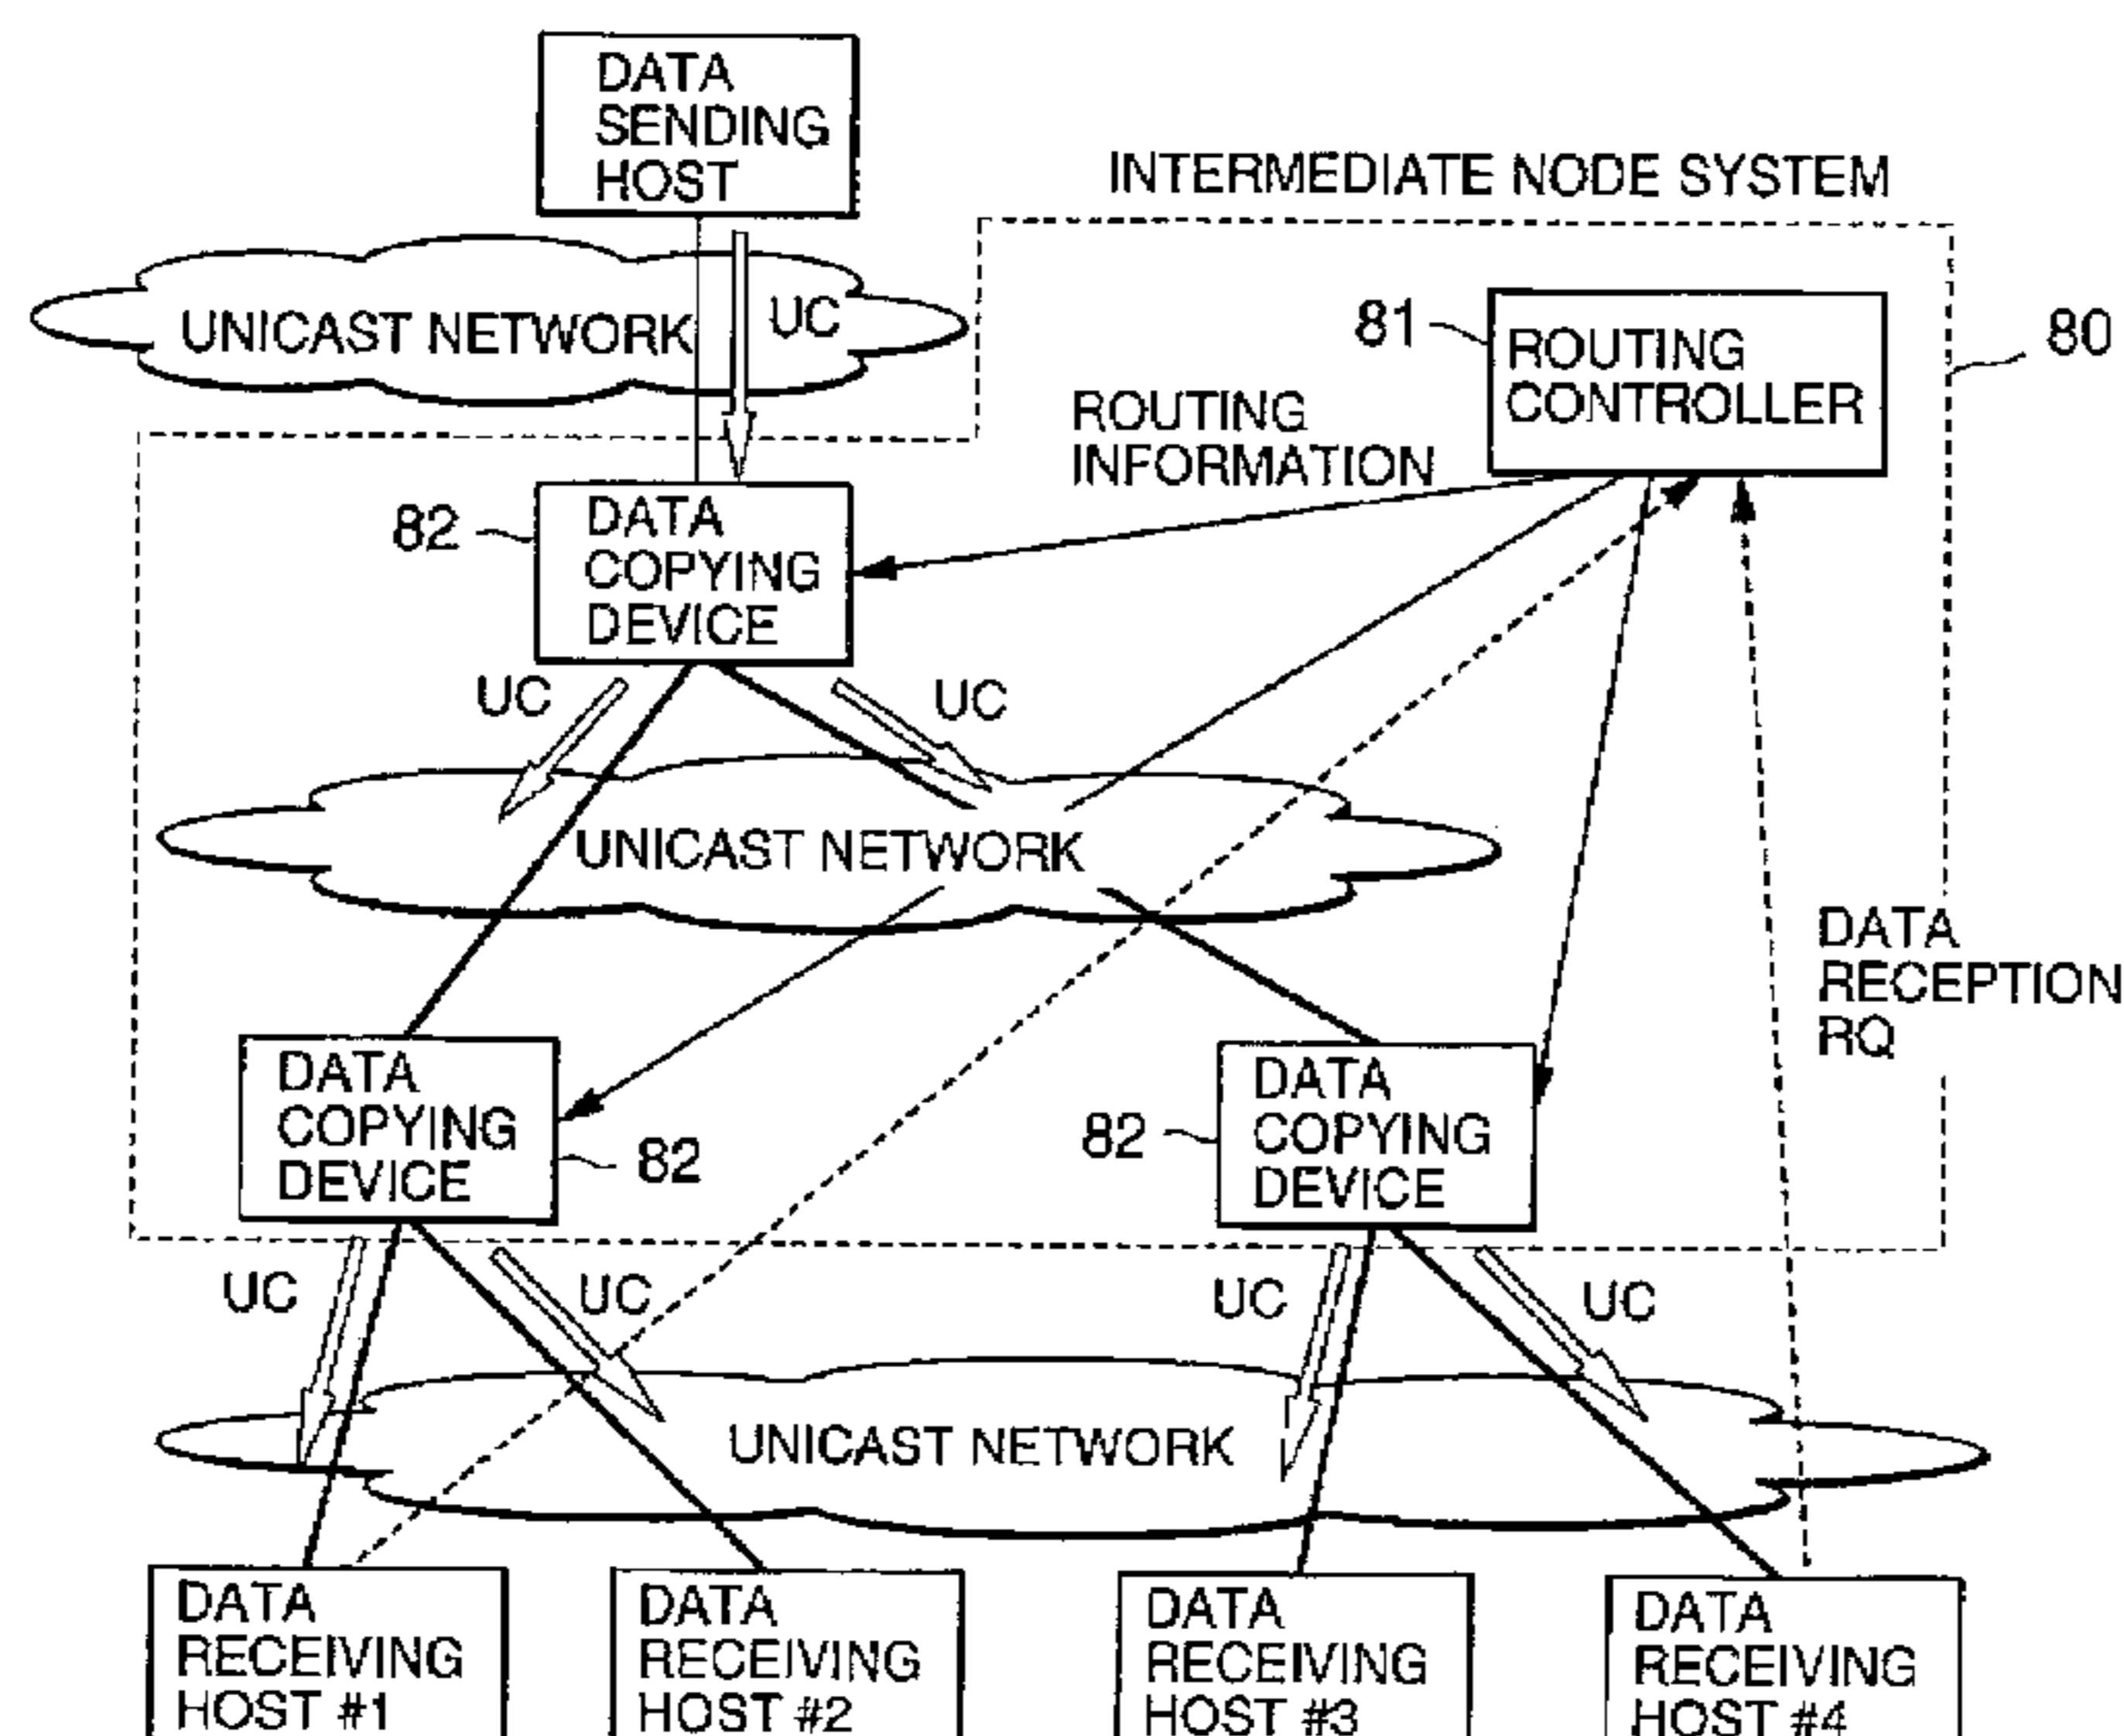 DATA
SENDING
HOST
INTERMEDIATE NODE SYSTEM
UNICAST NETWORK
UC
81
ROUTING
CONTROLLER
80
ROUTING
INFORMATION
82
DATA
COPYING
DEVICE
UC
UC
UNICAST NETWORK
DATA
RECEPTION
RQ
DATA
COPYING
DEVICE
82
82
DATA
COPYING
DEVICE
UC
UC
UC
UC
UNICAST NETWORK
DATA
RECEIVING
HOST #1
DATA
RECEIVING
HOST #2
DATA
RECEIVING
HOST #3
DATA
RECEIVING
HOST #4